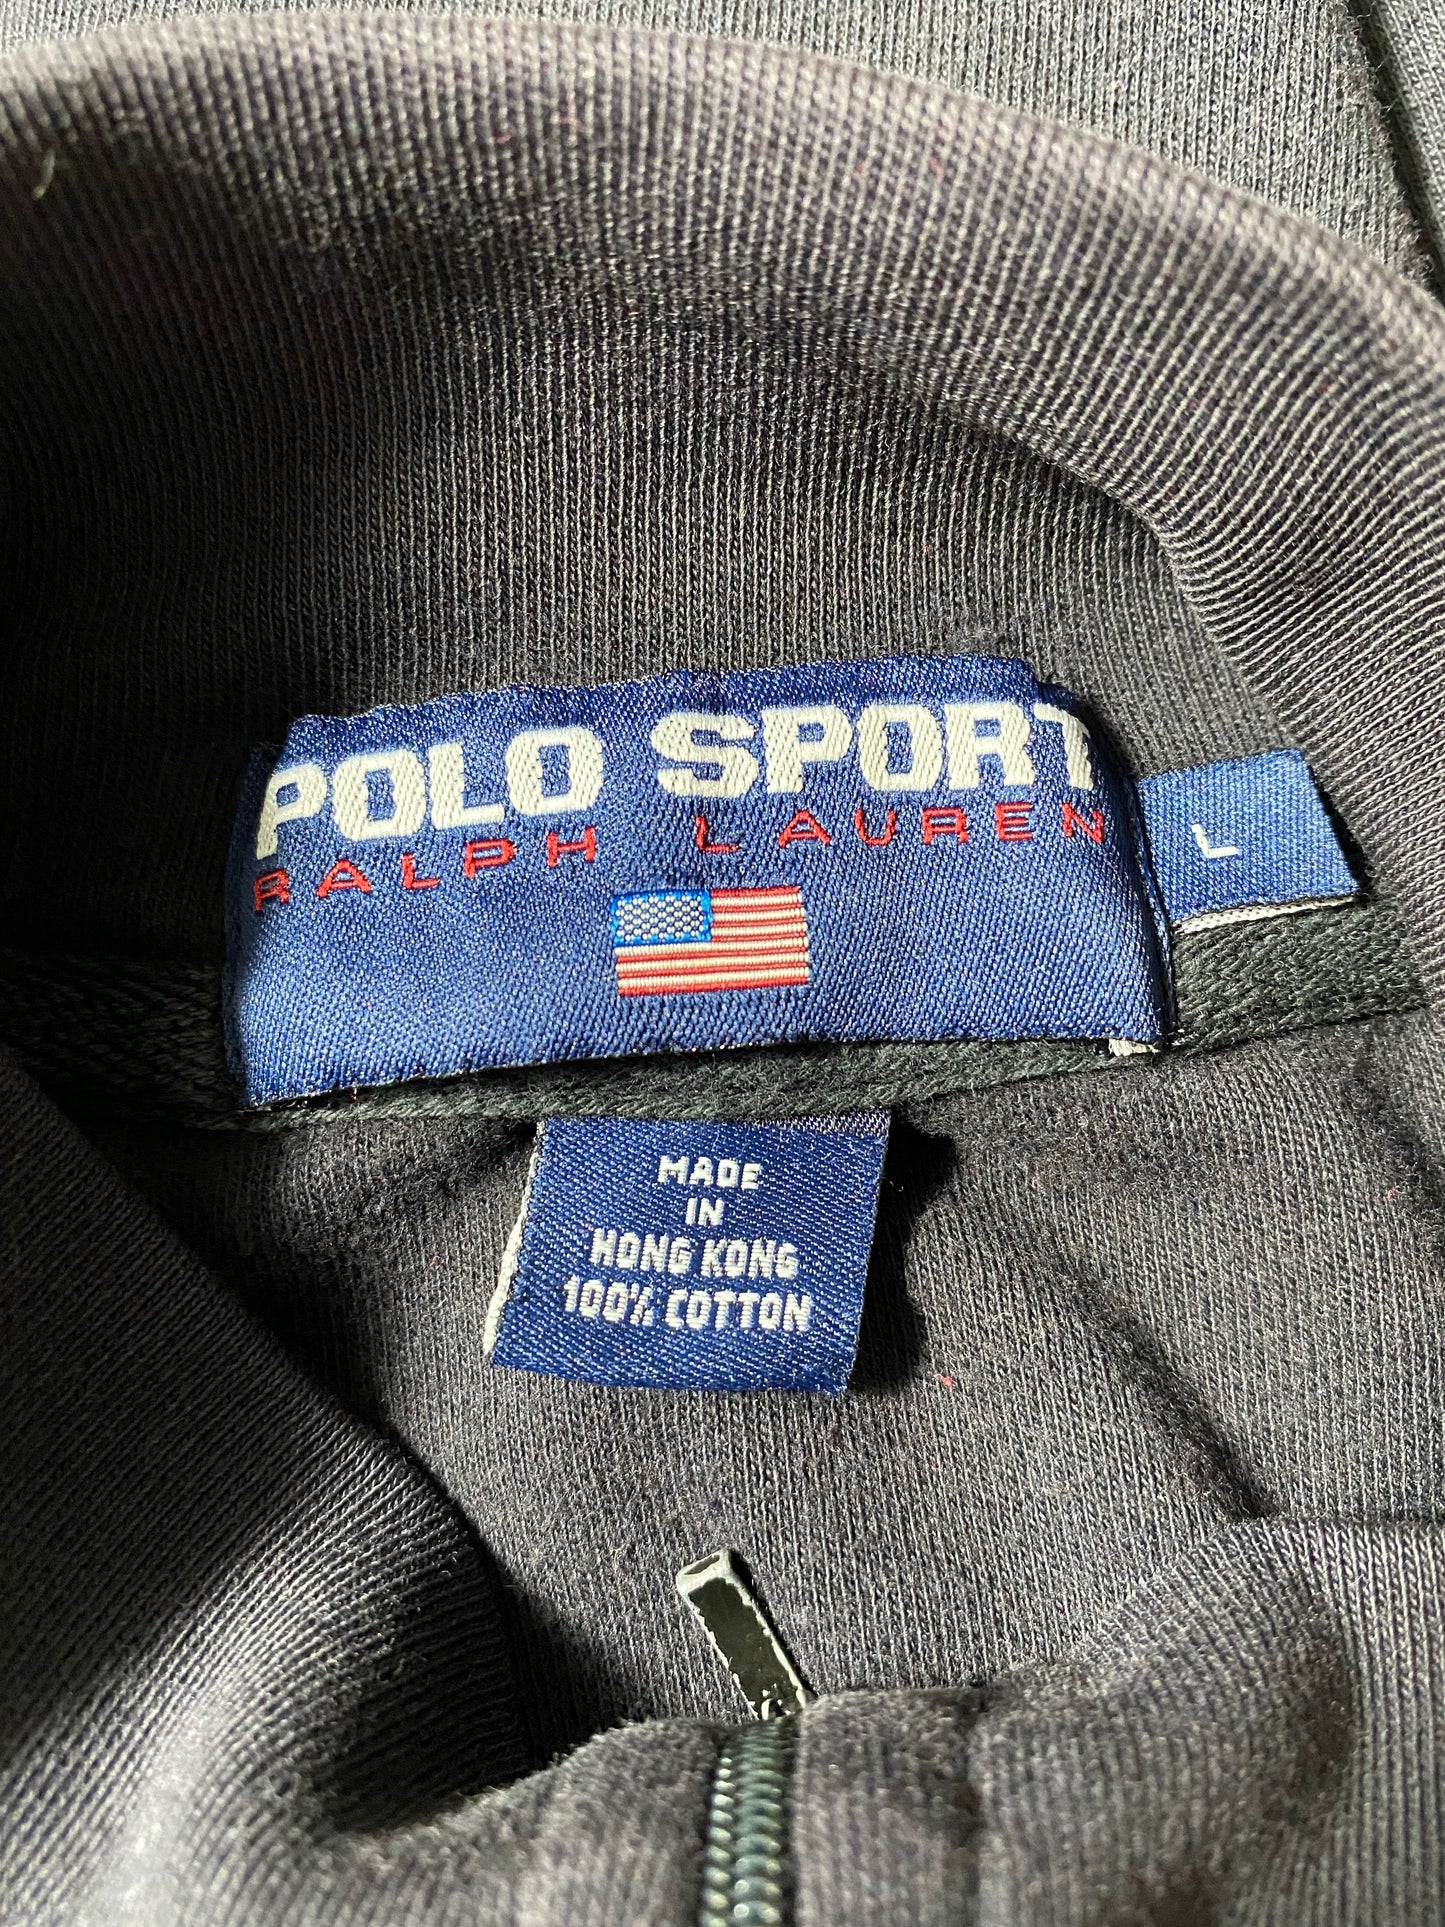 POLO SPORT
RALPH LAUREN
L
MADE
IN
HONG KONG
100% COTTON